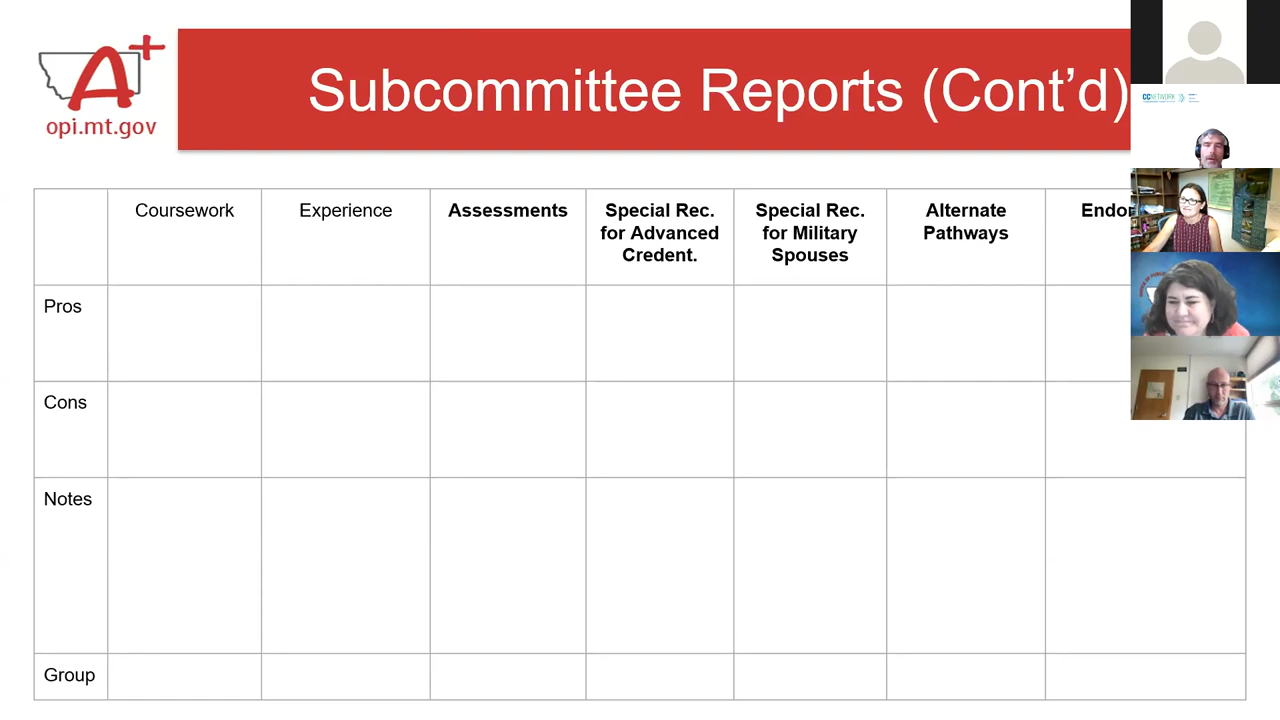 A+
opi.mt.gov
Subcommittee Reports (Cont’d)
CCNETWORK
Coursework
Experience
Assessments
Special Rec.
for Advanced
Credent.
Special Rec.
for Military
Spouses
Alternate
Pathways
Pros
Cons
Notes
Group